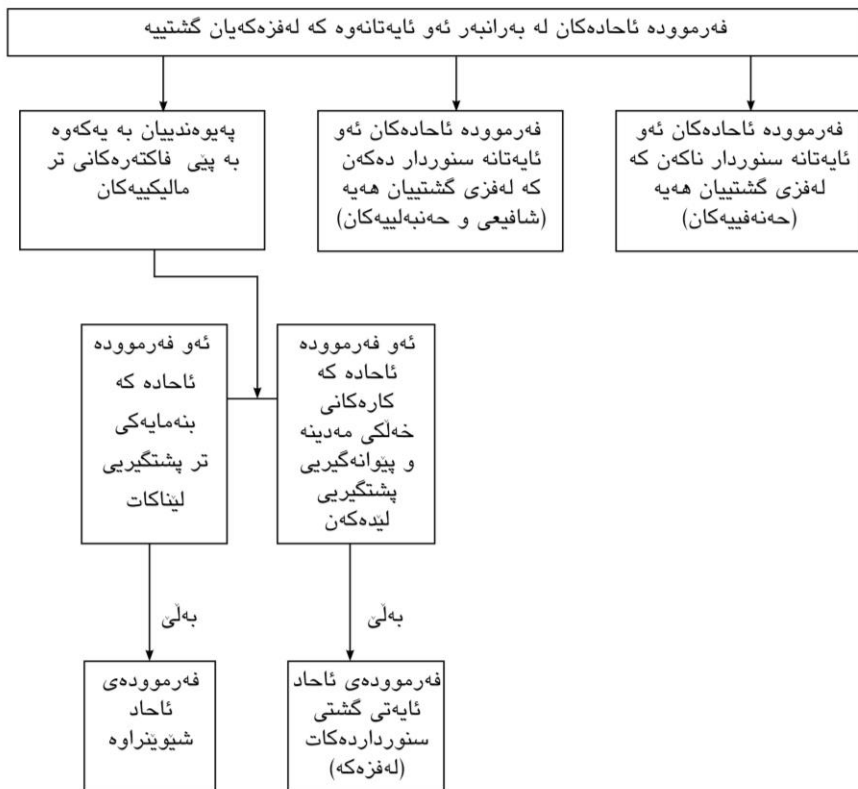 فەرموودە ئاحادەکان لە بەرانبەر ئەو ئایەتانەوە کە لەفزەکەیان گشتییە
فەرموودە ئاحادەکان ئەو
ئایەتانە سنوردار ناکەن کە
لەفزی گشتییان هەیە
(حەنەفییەکان)
فەرموودە ئاحادەکان ئەو
ئایەتانە سنوردار دەکەن
کە لەفزی گشتییان هەیە
(شافیعی و حەنبەلییەکان)
پەیوەندییان بە یەکەوە
بە پێی فاکتەرەکانی تر
مالیکییەکان
ئەو فەرموودە
ئاحادە کە
کارەکانی
خەڵکی مەدینە
و پێوانەگیریی
پشتگیریی
لێدەکەن
ئەو فەرموودە
ئاحادە کە
بنەمایەکی
تر پشتگیریی
لێناکات
بەڵێ
بەڵێ
فەرموودەی ئاحاد
ئایەتی گشتی
سنورداردەکات
(لەفزەکە)
فەرموودەی
ئاحاد
شێوێنراوە